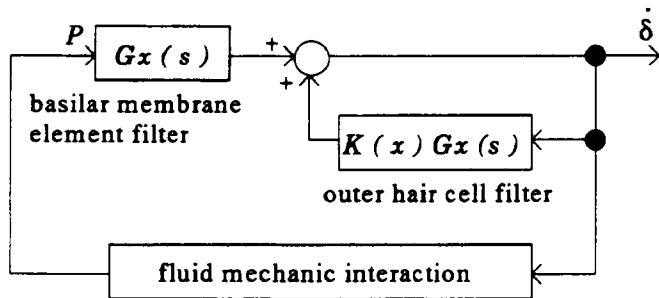 P
Gx(s)
+
+
δ̇
basilar membrane
element filter
K(x)Gx(s)
outer hair cell filter
fluid mechanic interaction